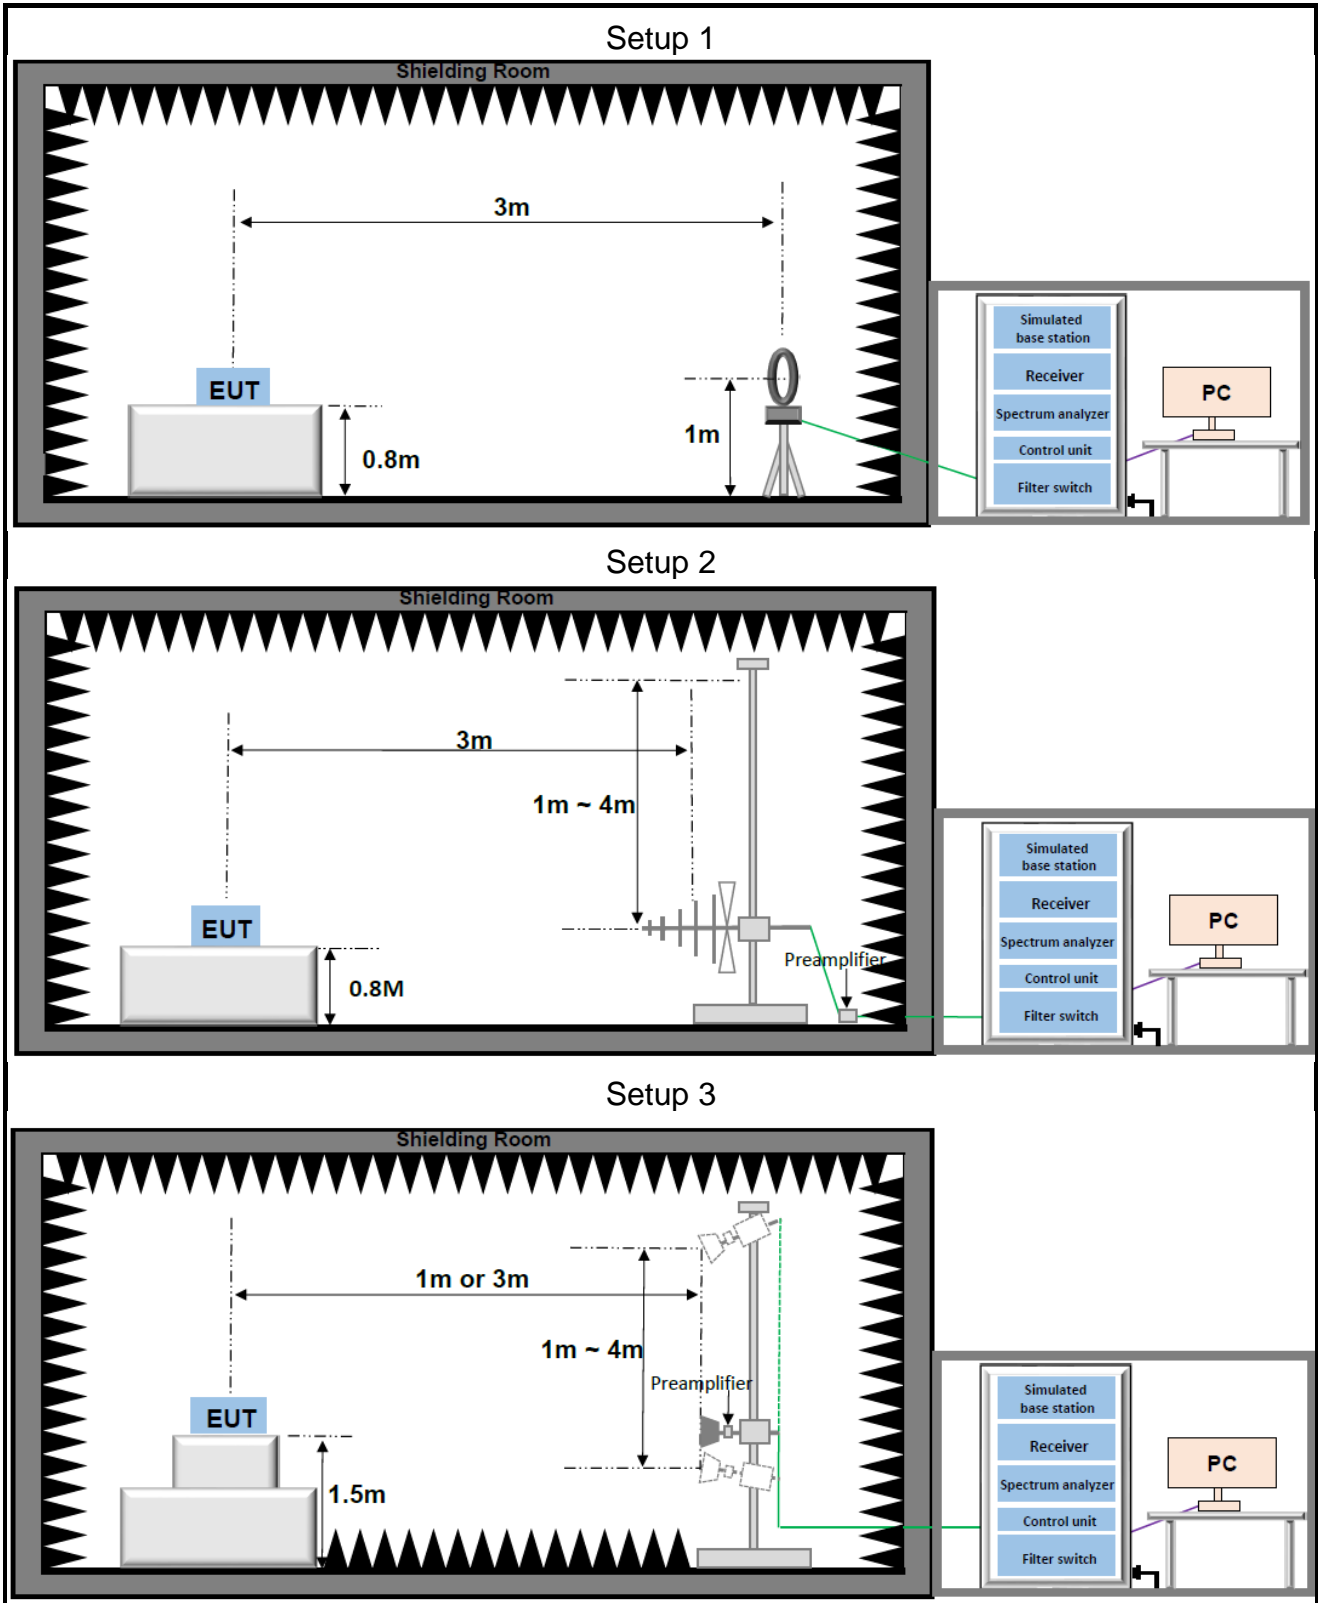 Setup 1
Shielding Room
3m
EUT
0.8m
1m
Simulated
base station
Receiver
Spectrum analyzer
Control unit
Filter switch
PC
Setup 2
Shielding Room
3m
1m ~ 4m
EUT
0.8M
Preamplifier
Simulated
base station
Receiver
Spectrum analyzer
Control unit
Filter switch
PC
Setup 3
Shielding Room
1m or 3m
1m ~ 4m
Preamplifier
EUT
1.5m
Simulated
base station
Receiver
Spectrum analyzer
Control unit
Filter switch
PC